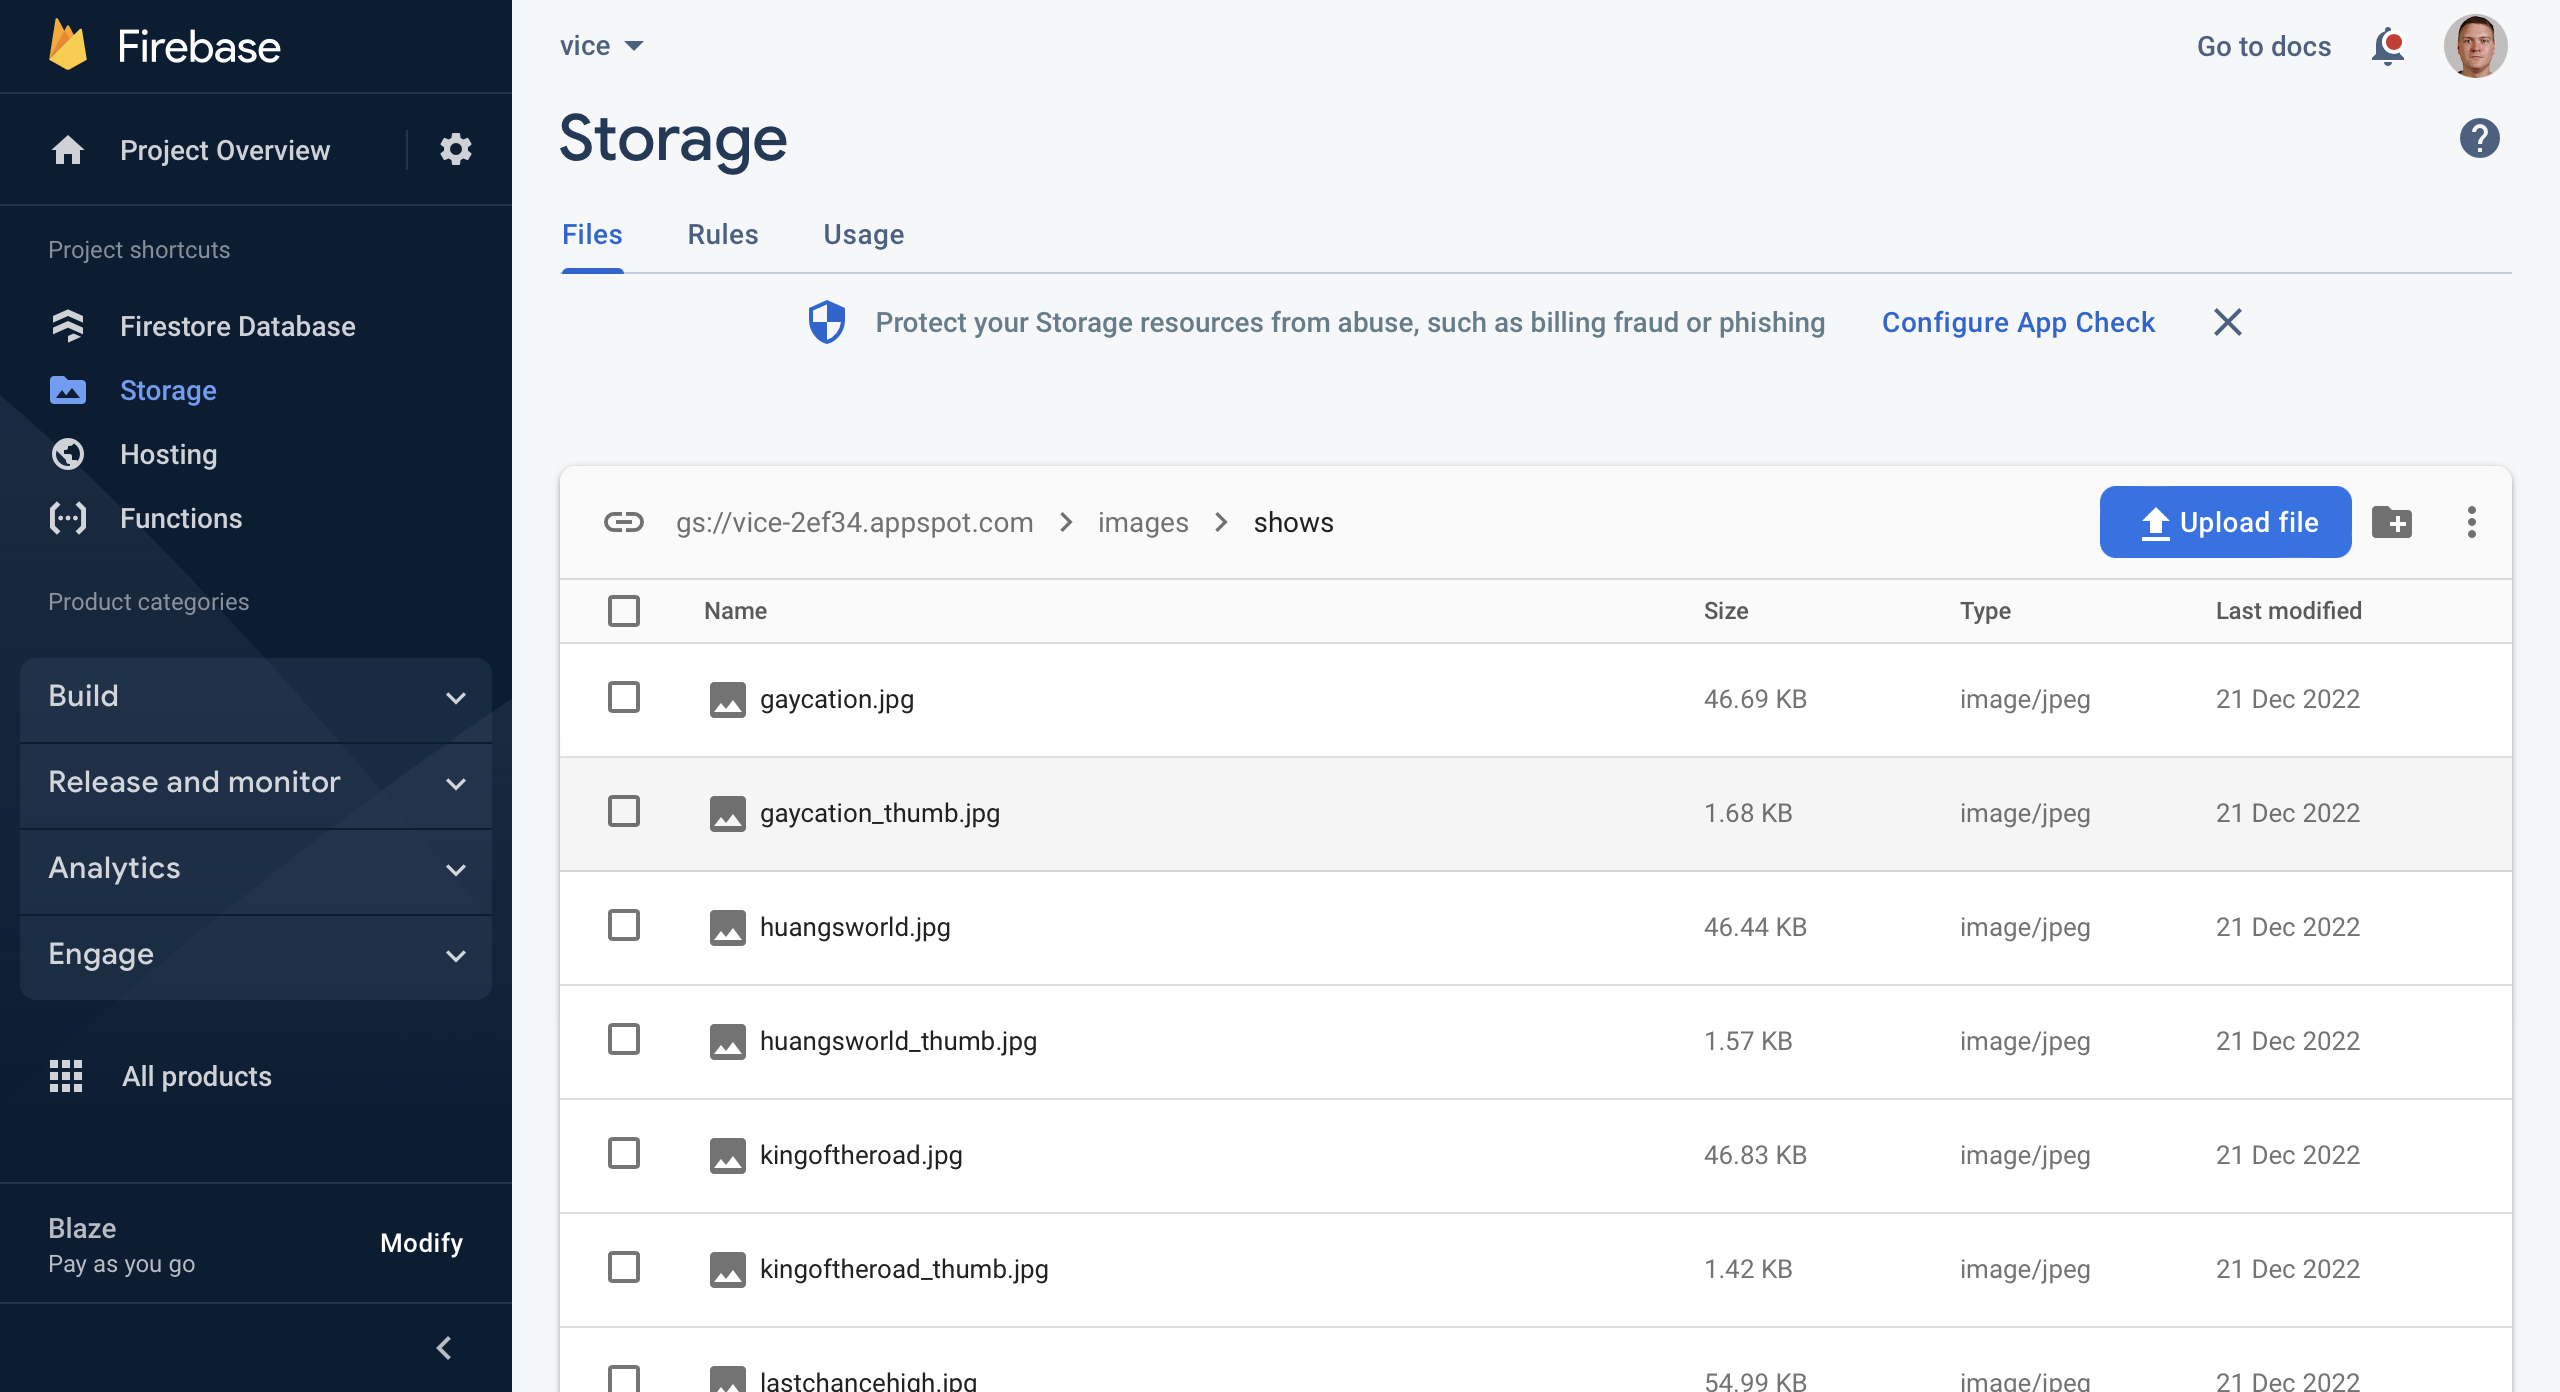 Firebase
Project Overview
Project shortcuts
Firestore Database
Storage
Hosting
Functions
Product categories
Build
Release and monitor
Analytics
Engage
All products
Blaze
Pay as you go
Modify
vice
Go to docs
Storage
Files Rules Usage
Protect your Storage resources from abuse, such as billing fraud or phishing Configure App Check
gs://vice-2ef34.appspot.com > images > shows Upload file
Name Size Type Last modified
gaycation.jpg 46.69 KB image/jpeg 21 Dec 2022
gaycation_thumb.jpg 1.68 KB image/jpeg 21 Dec 2022
huangsworld.jpg 46.44 KB image/jpeg 21 Dec 2022
huangsworld_thumb.jpg 1.57 KB image/jpeg 21 Dec 2022
kingoftheroad.jpg 46.83 KB image/jpeg 21 Dec 2022
kingoftheroad_thumb.jpg 1.42 KB image/jpeg 21 Dec 2022
lastchancehigh.jpg 54.99 KB image/jpeg 21 Dec 2022